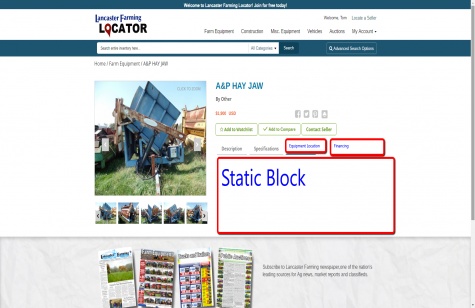 Welcome to Lancaster Farming Locator! Join for free today!
Lancaster Farming
LOCATOR
Welcome, Tom Locate a Seller
Farm Equipment Construction Misc. Equipment Vehicles Auctions My Account
Search entire inventory here... All Categories Search Advanced Search Options
Home / Farm Equipment / A&P HAY JAW
CLICK TO ZOOM
A&P HAY JAW
By Other
USD
Add to Watchlist Add to Compare Contact Seller
Description Specifications Equipment Location Financing
Static Block
Subscribe to Lancaster Farming newspaper,one of the nation's
leading sources for Ag news, market reports and classifieds.